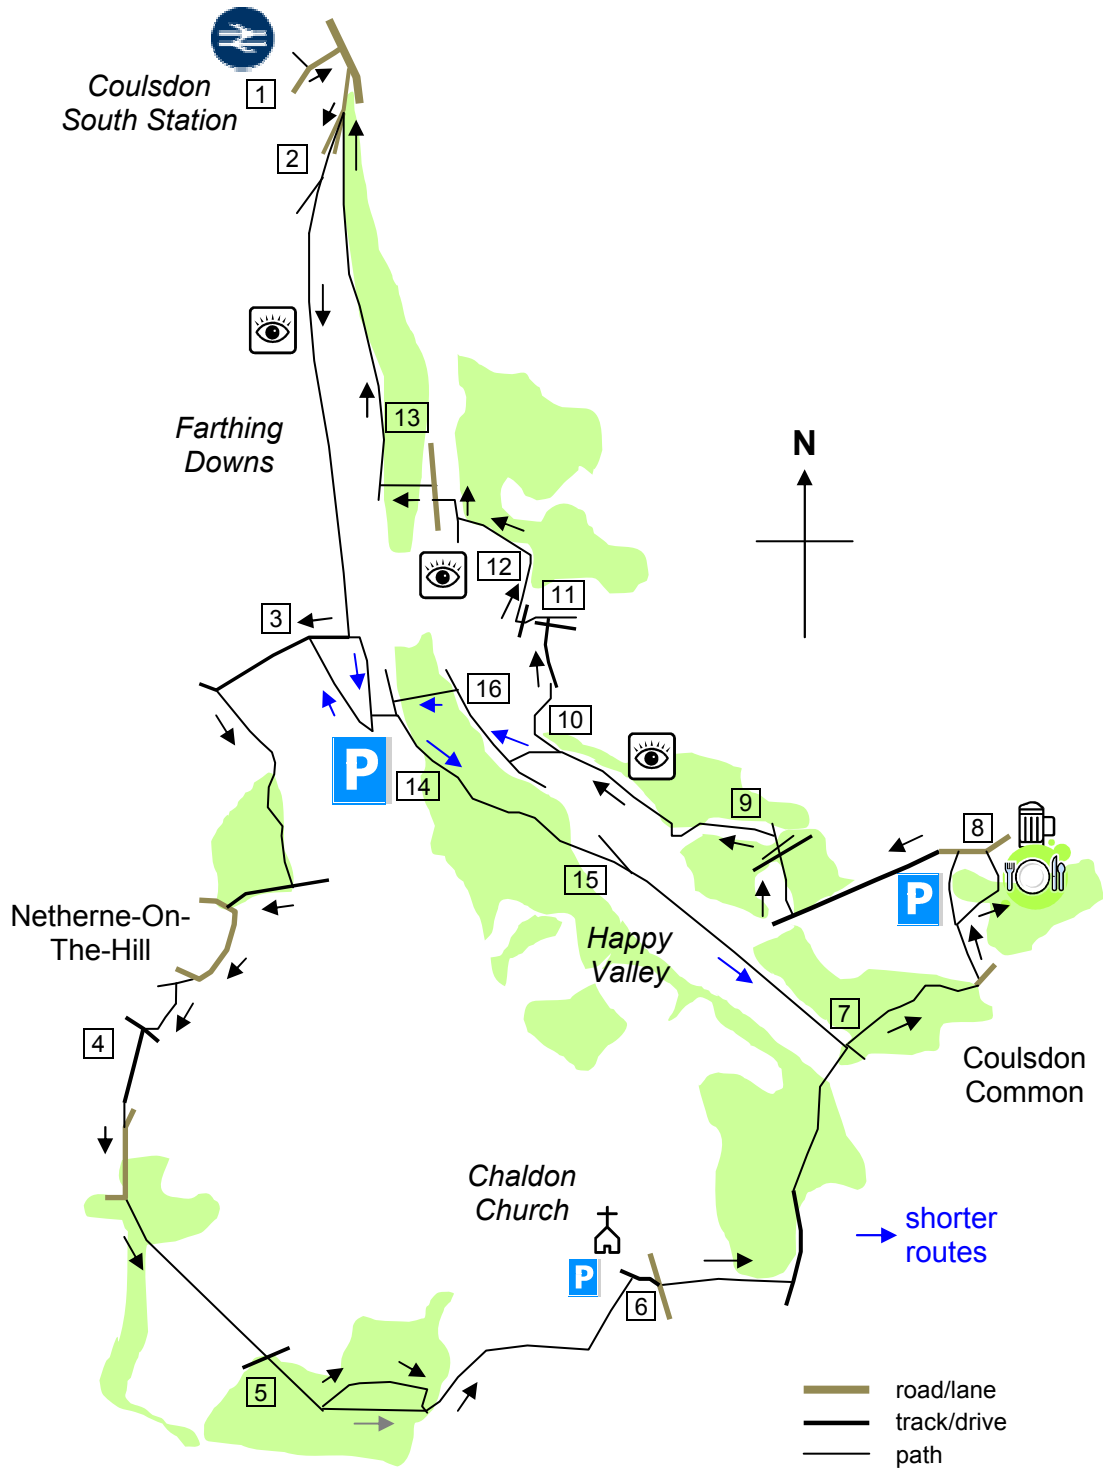 Coulsdon
South Station
1
2
Farthing
Downs
13
N
12
11
3
16
10
P
14
9
8
15
P
Netherne-On-
The-Hill
Happy
Valley
7
4
Coulsdon
Common
Chaldon
Church
shorter
routes
P
6
5
road/lane
track/drive
path